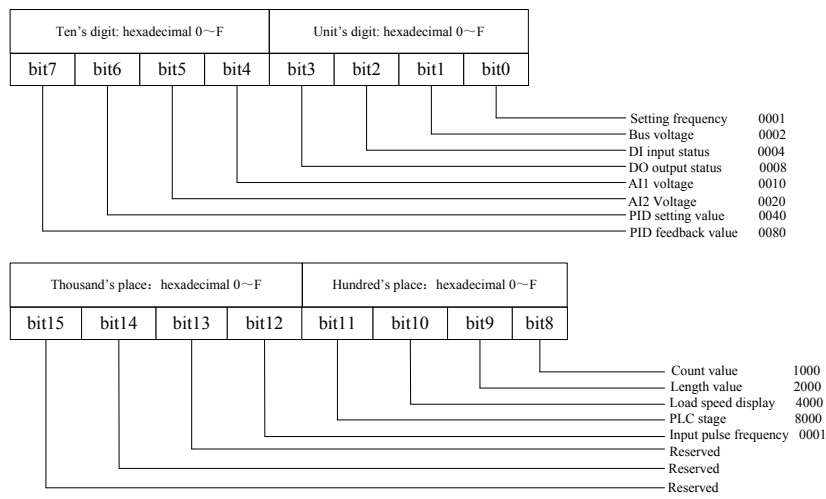 Ten's digit: hexadecimal 0～F Unit's digit: hexadecimal 0～F
bit7 bit6 bit5 bit4 bit3 bit2 bit1 bit0
Setting frequency 0001
Bus voltage 0002
DI input status 0004
DO output status 0008
AI1 voltage 0010
AI2 Voltage 0020
PID setting value 0040
PID feedback value 0080
Thousand's place： hexadecimal 0～F Hundred's place： hexadecimal 0～F
bit15 bit14 bit13 bit12 bit11 bit10 bit9 bit8
Count value 1000
Length value 2000
Load speed display 4000
PLC stage 8000
Input pulse frequency 0001
Reserved
Reserved
Reserved